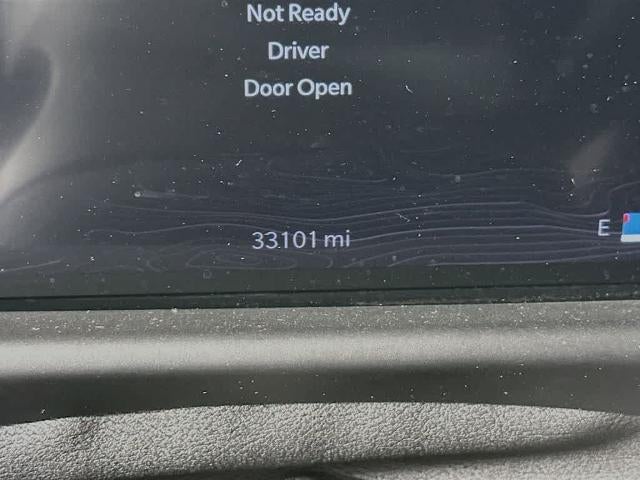 Not Ready
Driver
Door Open
33101 mi
E